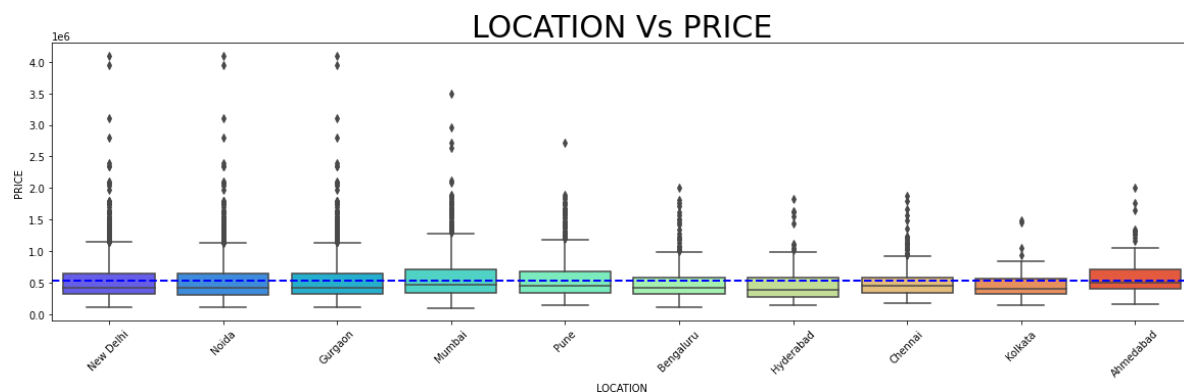 LOCATION Vs PRICE
1e6
4.0
3.5
3.0
2.5
2.0
1.5
1.0
0.5
0.0
PRICE
New Delhi
Noida
Gurgaon
Mumbai
Pune
Bengaluru
Hyderabad
Chennai
Kolkata
Ahmedabad
LOCATION